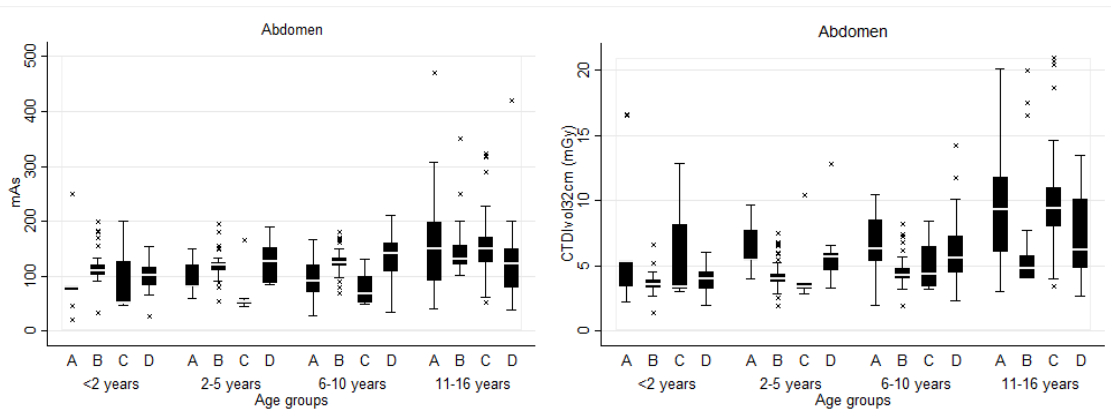 Abdomen
mAs
500
400
300
200
100
0
A B C D A B C D A B C D A B C D
<2 years 2-5 years 6-10 years 11-16 years
Age groups
Abdomen
CTDIvol32cm (mGy)
20
15
10
5
0
A B C D A B C D A B C D A B C D
<2 years 2-5 years 6-10 years 11-16 years
Age groups